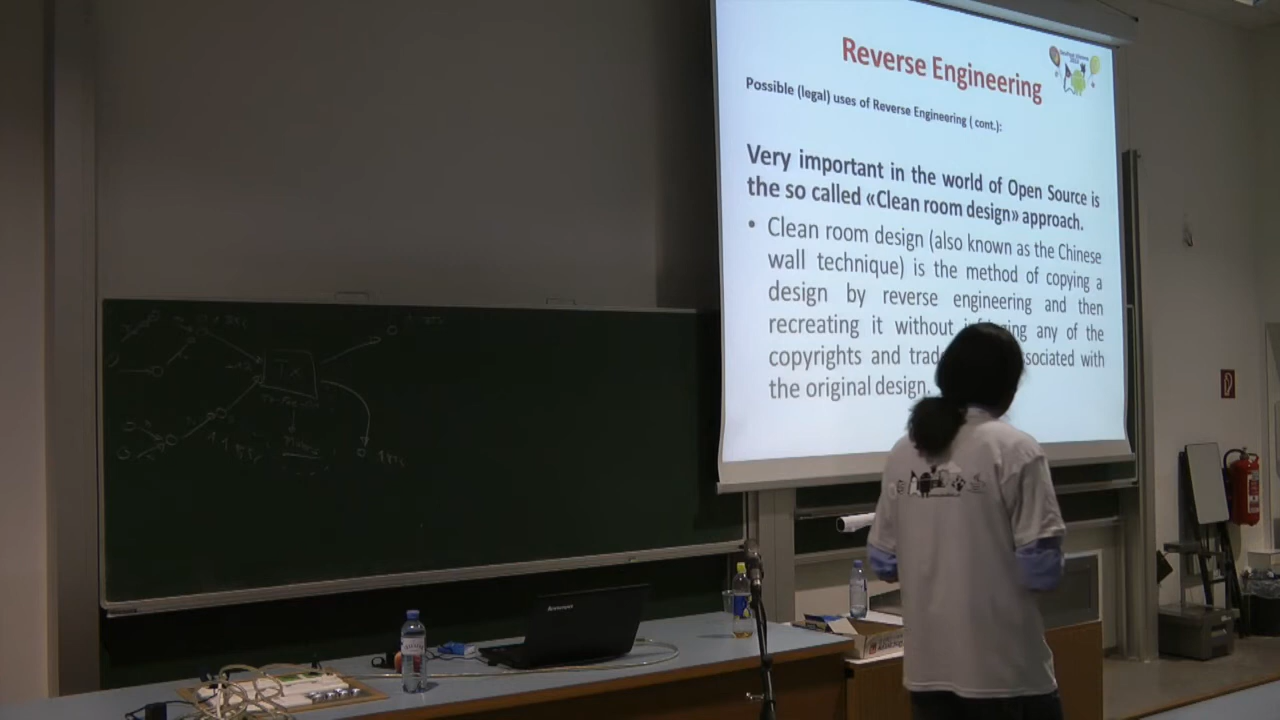 Reverse Engineering
Possible (legal) uses of Reverse Engineering ( cont.):
Very important in the world of Open Source is
the so called «Clean room design» approach.
• Clean room design (also known as the Chinese
wall technique) is the method of copying a
design by reverse engineering and then
recreating it without any of the
copyrights and associated with
the original design.
lenovo